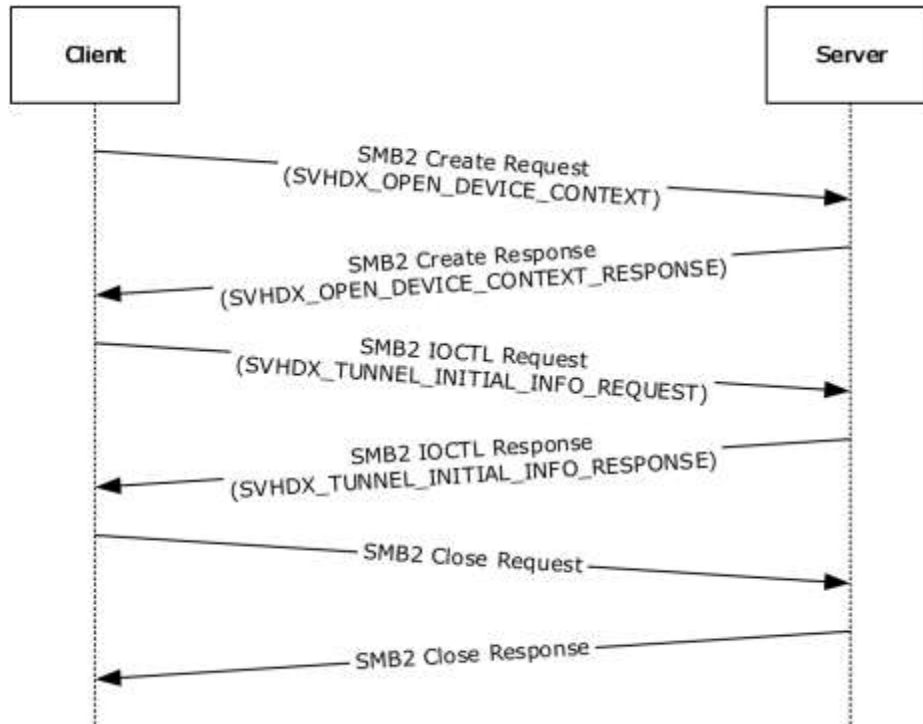 Client
Server
SMB2 Create Request
(SVHDX_OPEN_DEVICE_CONTEXT)
SMB2 Create Response
(SVHDX_OPEN_DEVICE_CONTEXT_RESPONSE)
SMB2 IOCTL Request
(SVHDX_TUNNEL_INITIAL_INFO_REQUEST)
SMB2 IOCTL Response
(SVHDX_TUNNEL_INITIAL_INFO_RESPONSE)
SMB2 Close Request
SMB2 Close Response